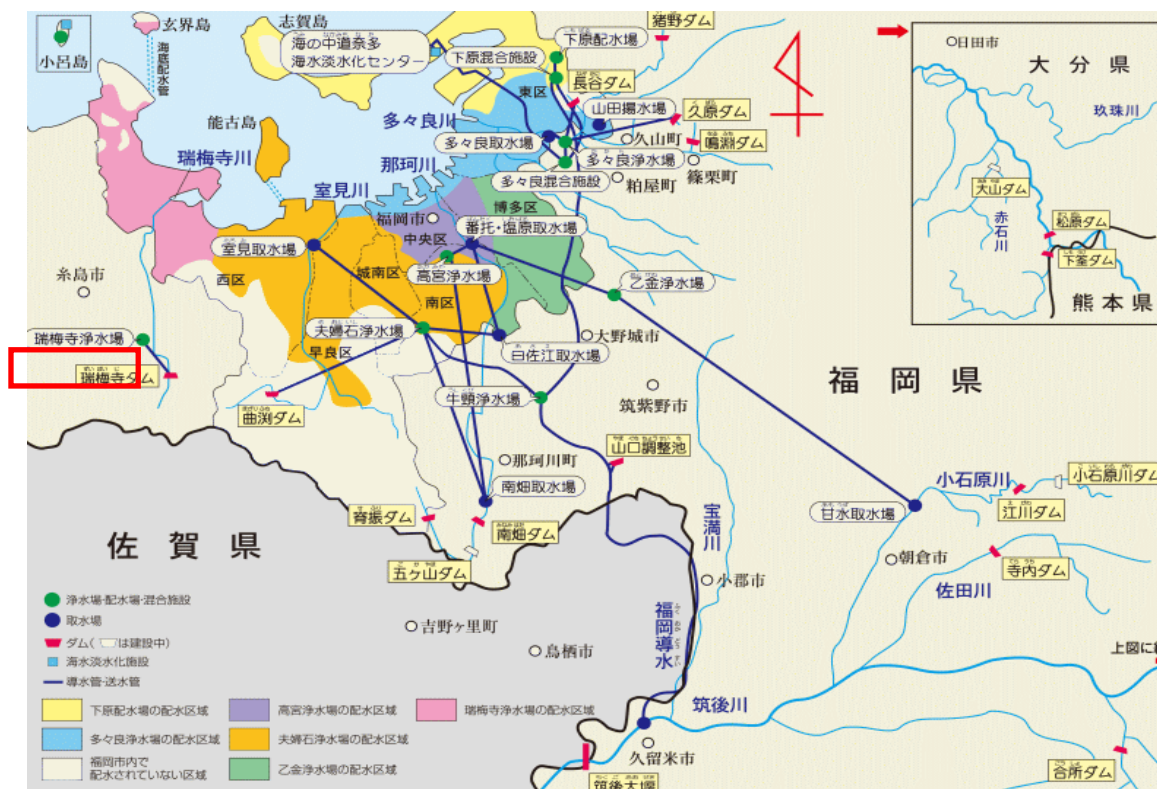 玄界島
志賀島
小呂島
海底配水管
海の中道奈多
海水淡水化センター
下原混合施設
下原配水場
猪野ダム
長谷ダム
東区
山田揚水場
久原ダム
多々良川
多々良取水場
久山町
鳴淵ダム
多々良浄水場
篠栗町
多々良混合施設
粕屋町
能古島
瑞梅寺川
那珂川
室見川
福岡市
博多区
中央区
番托・塩原取水場
室見取水場
城南区
高宮浄水場
西区
南区
乙金浄水場
糸島市
瑞梅寺浄水場
夫婦石浄水場
大野城市
曰佐江取水場
早良区
瑞梅寺ダム
曲渕ダム
牛頸浄水場
筑紫野市
福岡県
山口調整池
那珂川町
南畑取水場
小石原川
小石原川ダム
江川ダム
甘水取水場
宝満川
脊振ダム
南畑ダム
佐賀県
五ケ山ダム
朝倉市
寺内ダム
佐田川
小郡市
福岡導水
吉野ヶ里町
鳥栖市
上図に
筑後川
久留米市
筑後大堰
合所ダム
日田市
大分県
玖珠川
大山ダム
赤石川
松原ダム
下筌ダム
熊本県
浄水場・配水場・混合施設
取水場
ダム(　は建設中)
海水淡水化施設
導水管・送水管
下原配水場の配水区域
高宮浄水場の配水区域
瑞梅寺浄水場の配水区域
多々良浄水場の配水区域
夫婦石浄水場の配水区域
福岡市内で
配水されていない区域
乙金浄水場の配水区域